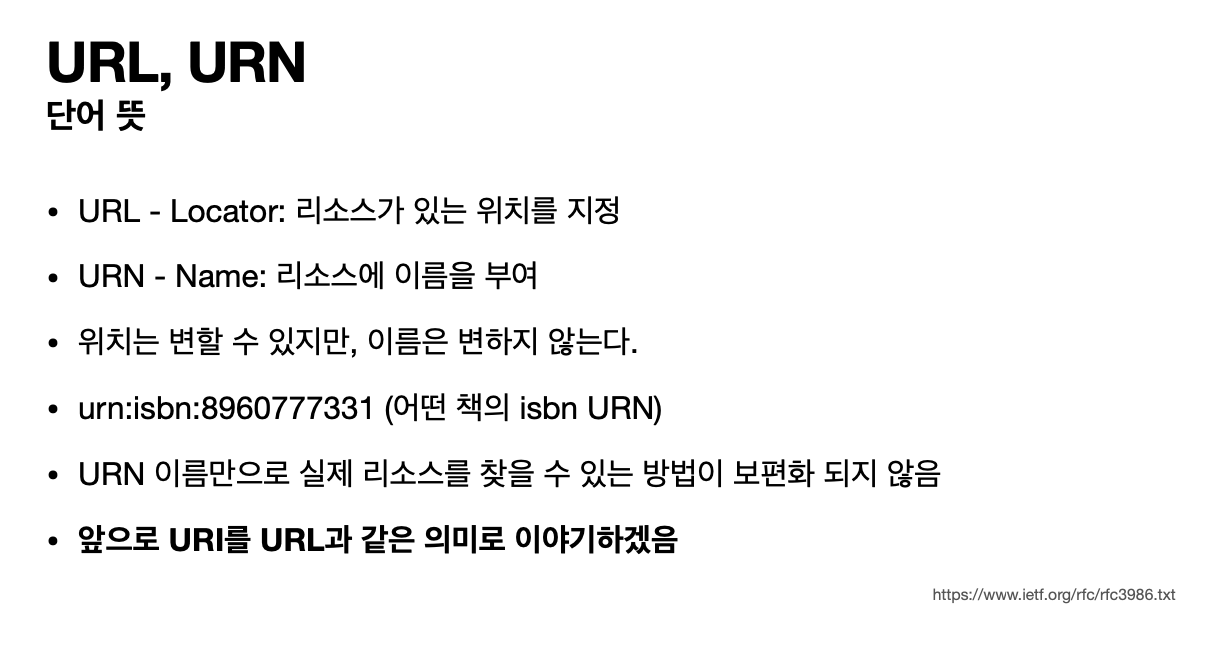 URL, URN
단어 뜻
• URL - Locator: 리소스가 있는 위치를 지정
• URN - Name: 리소스에 이름을 부여
• 위치는 변할 수 있지만, 이름은 변하지 않는다.
• urn:isbn:8960777331 (어떤 책의 isbn URN)
• URN 이름만으로 실제 리소스를 찾을 수 있는 방법이 보편화 되지 않음
• 앞으로 URI를 URL과 같은 의미로 이야기하겠음
https://www.ietf.org/rfc/rfc3986.txt